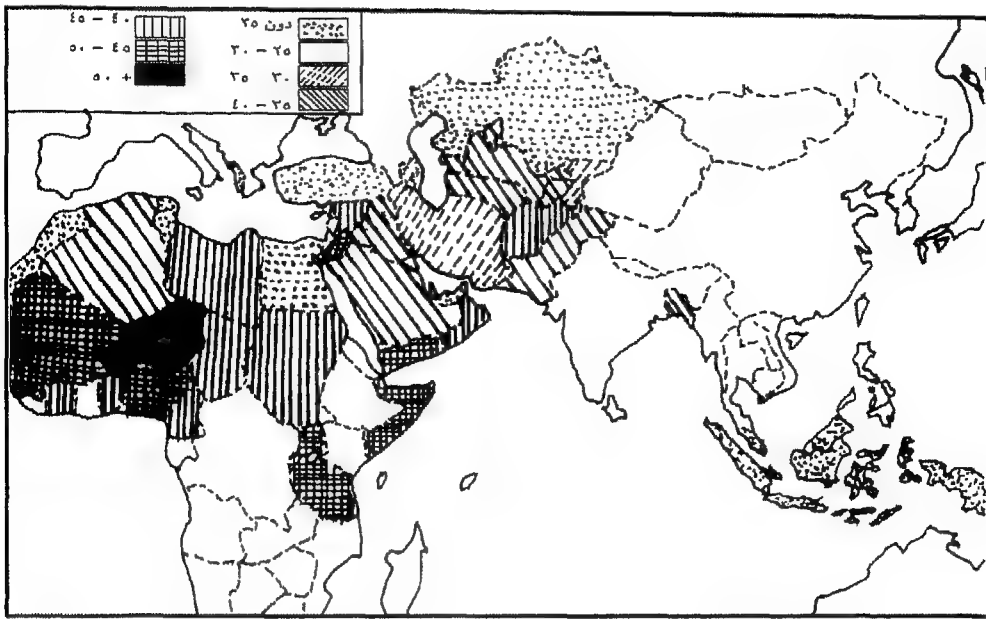 دون ٢٥
٢٥ – ٣٠
٣٠ ٣٥
٣٥ – ٤٠
٤٠ – ٤٥
٤٥ – ٥٠
+ ٥٠